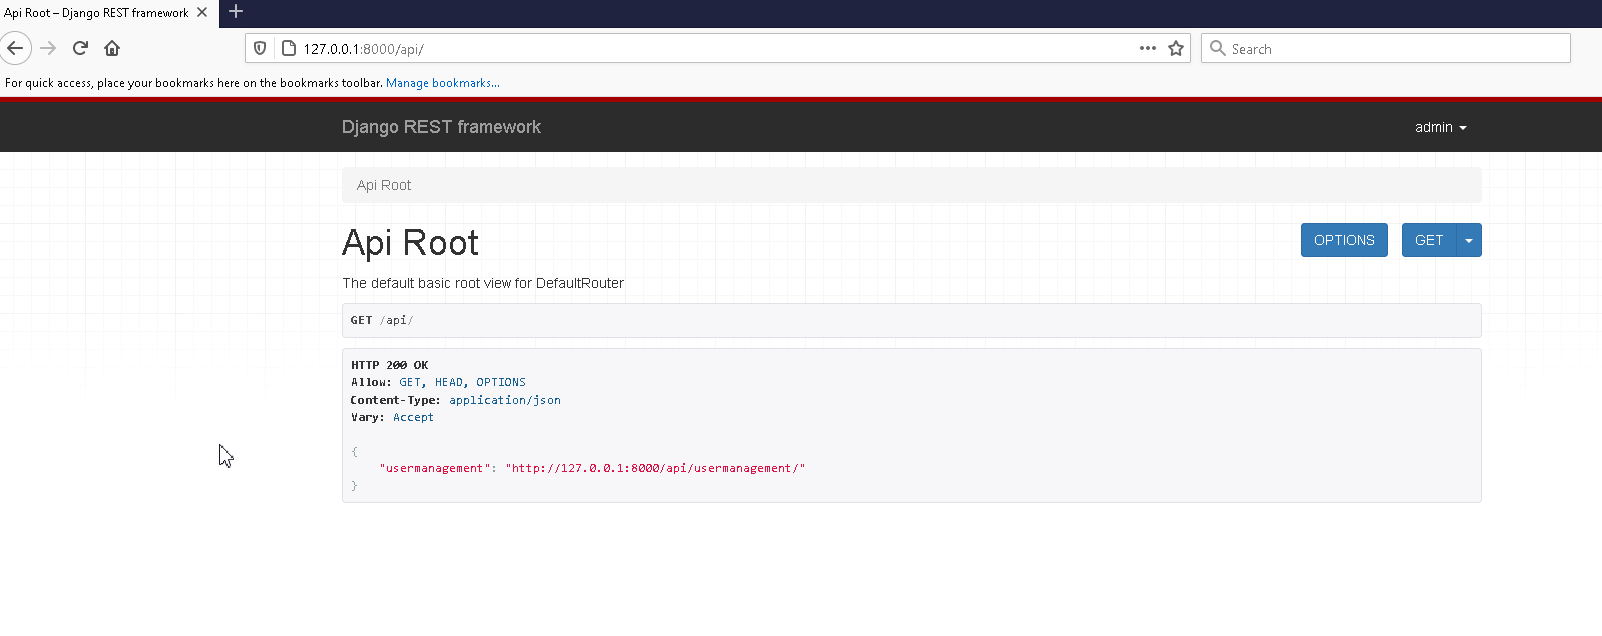 Api Root – Django REST framework
127.0.0.1:8000/api/
Search
For quick access, place your bookmarks here on the bookmarks toolbar. Manage bookmarks...
Django REST framework
admin
Api Root
Api Root
OPTIONS
GET
The default basic root view for DefaultRouter
GET /api/
HTTP 200 OK
Allow: GET, HEAD, OPTIONS
Content-Type: application/json
Vary: Accept
{
"usermanagement": "http://127.0.0.1:8000/api/usermanagement/"
}